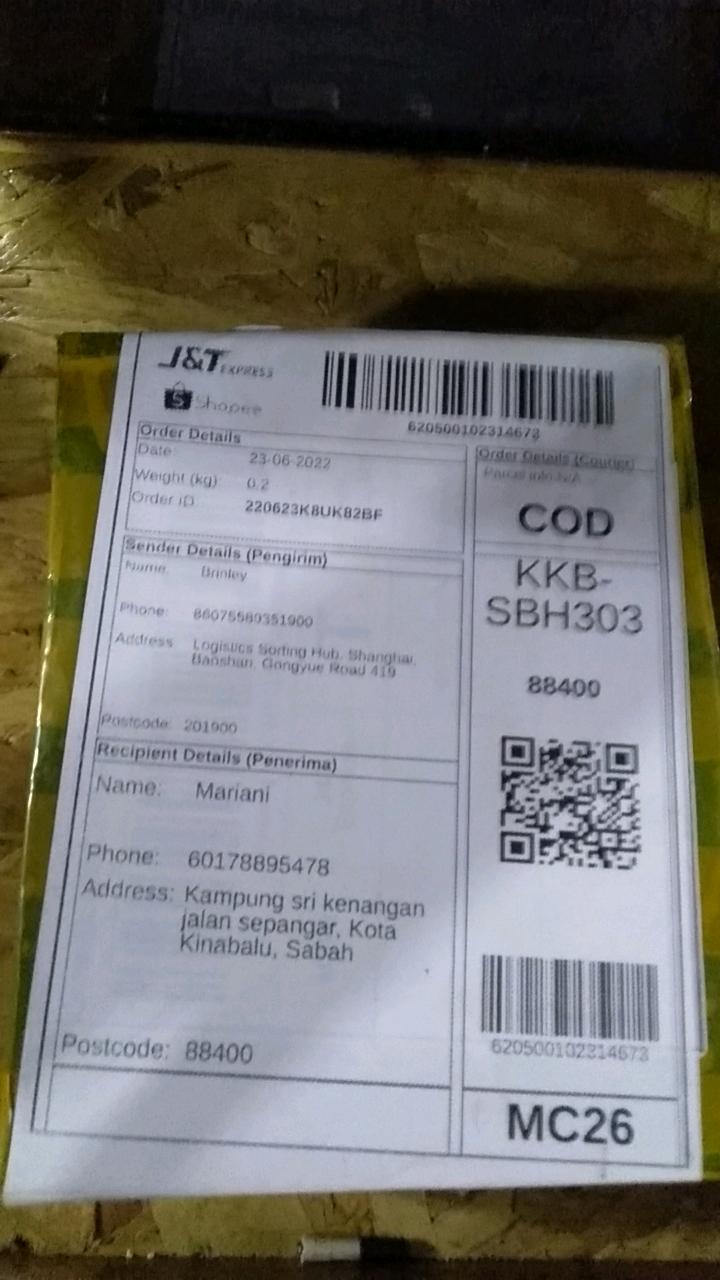 J&T EXPRESS
Shopee
620500102314673
Order Details
Date: 23-06-2022
Weight (kg): 0.2
Order ID: 220623K8UK82BF
Sender Details (Pengirim)
Name: Brinley
Phone: 86075589351900
Address: Logistics Sorting Hub, Shanghai,
Baoshan, Gongyue Road 419
Postcode: 201900
Recipient Details (Penerima)
Name: Mariani
Phone: 60178895478
Address: Kampung sri kenangan
jalan sepangar, Kota
Kinabalu, Sabah
Postcode: 88400
Order Details (Courier)
Parcel info:N/A
COD
KKB-
SBH303
88400
620500102314673
MC26